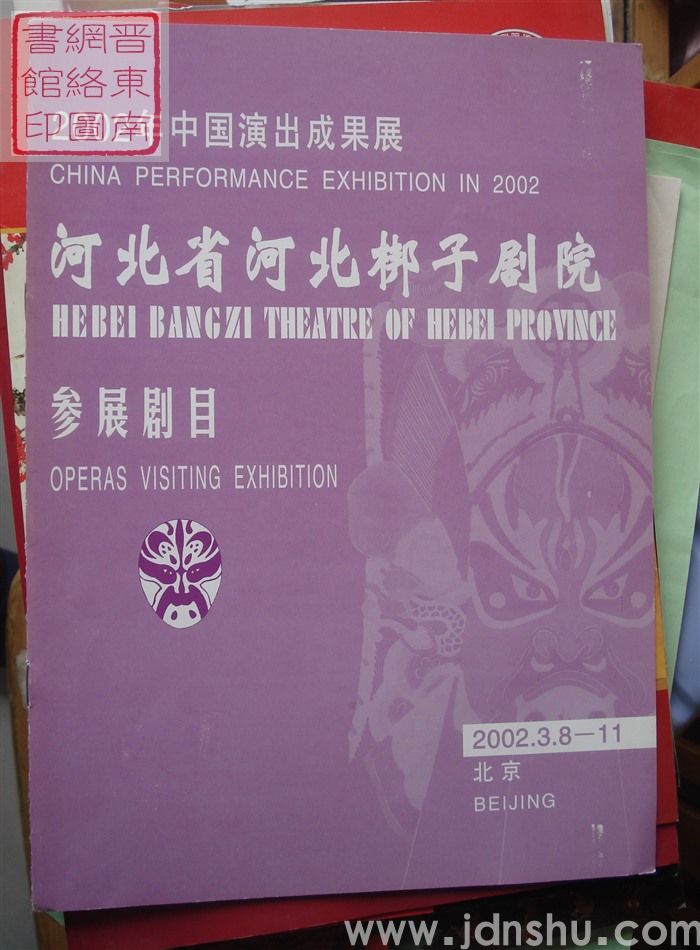 晋東南
網絡圖
書館印
2002年中国演出成果展
CHINA PERFORMANCE EXHIBITION IN 2002
河北省河北梆子剧院
HEBEI BANGZI THEATRE OF HEBEI PROVINCE
参展剧目
OPERAS VISITING EXHIBITION
2002.3.8－11
北京
BEIJING
www.jdnshu.com